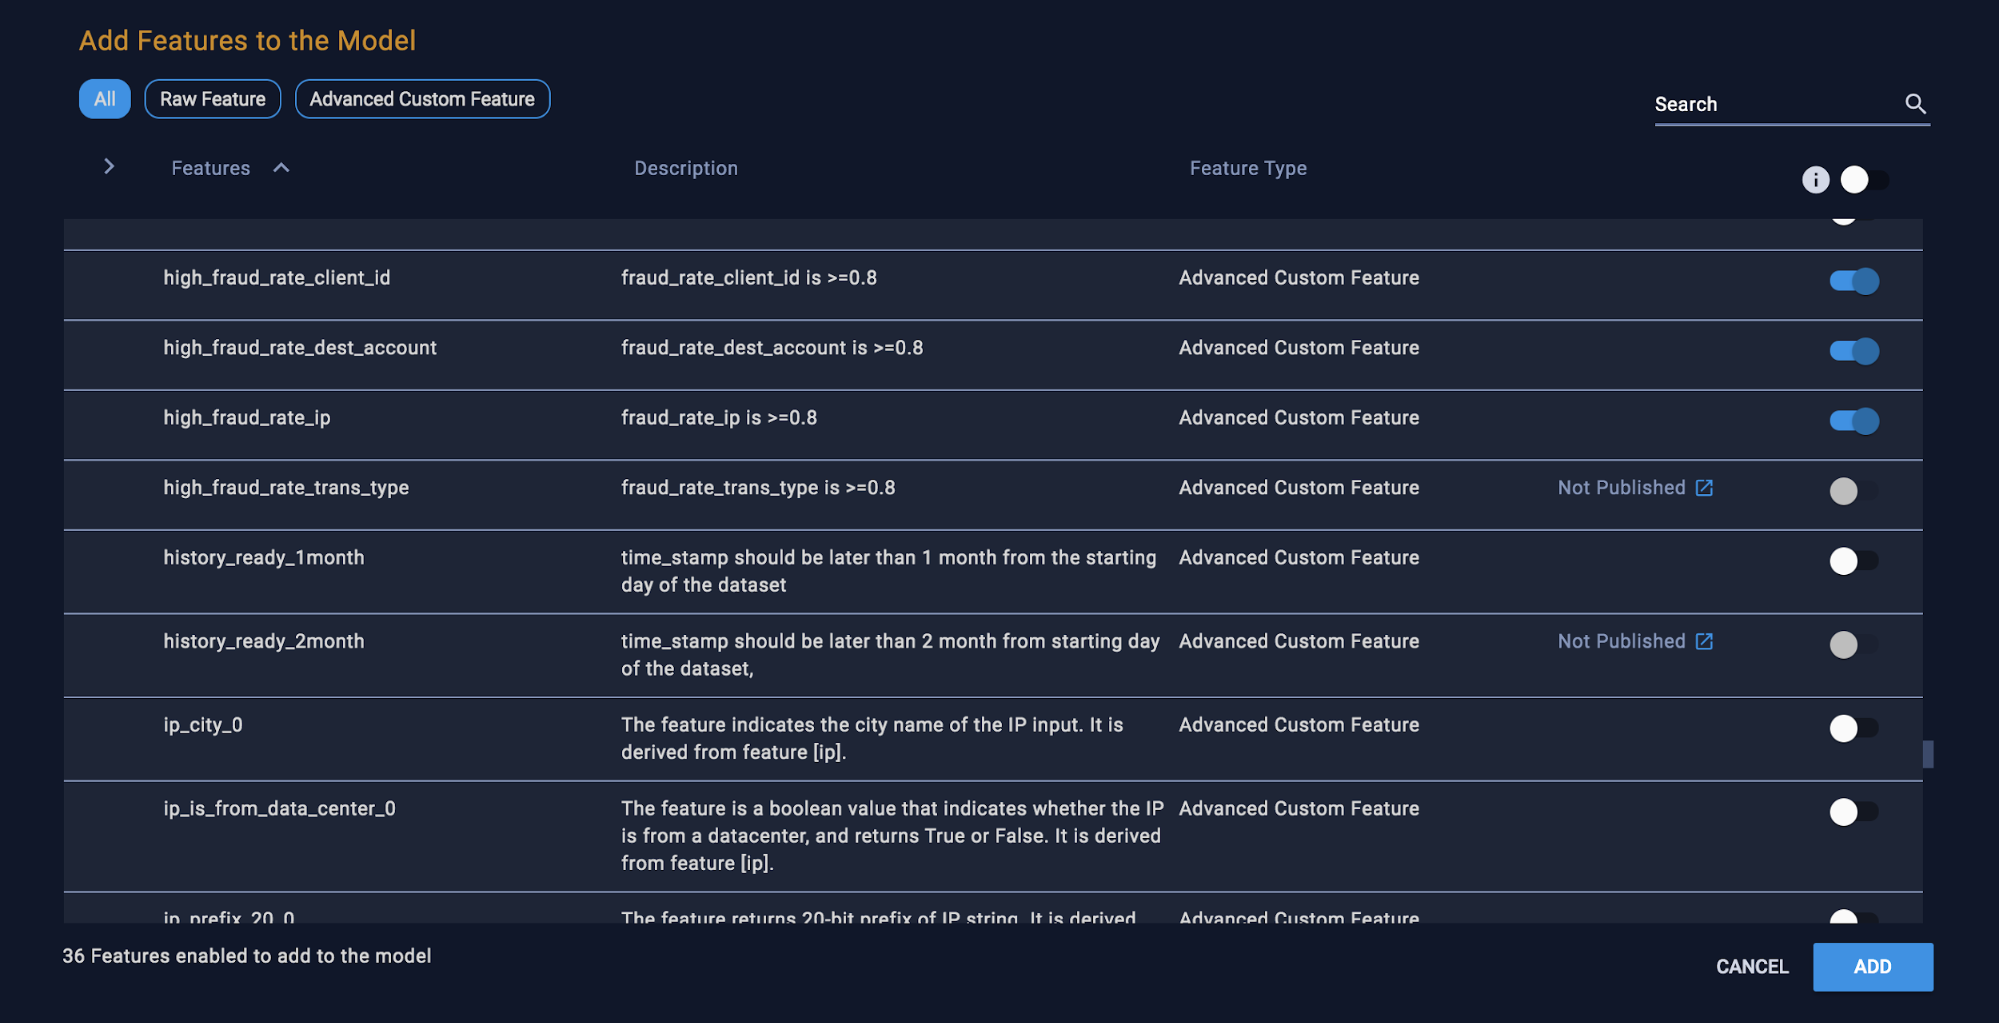 Add Features to the Model
All Raw Feature Advanced Custom Feature
Search
Features Description Feature Type
high_fraud_rate_client_id fraud_rate_client_id is >=0.8 Advanced Custom Feature
high_fraud_rate_dest_account fraud_rate_dest_account is >=0.8 Advanced Custom Feature
high_fraud_rate_ip fraud_rate_ip is >=0.8 Advanced Custom Feature
high_fraud_rate_trans_type fraud_rate_trans_type is >=0.8 Advanced Custom Feature Not Published
history_ready_1month time_stamp should be later than 1 month from the starting Advanced Custom Feature
day of the dataset
history_ready_2month time_stamp should be later than 2 month from starting day Advanced Custom Feature Not Published
of the dataset,
ip_city_0 The feature indicates the city name of the IP input. It is Advanced Custom Feature
derived from feature [ip].
ip_is_from_data_center_0 The feature is a boolean value that indicates whether the IP Advanced Custom Feature
is from a datacenter, and returns True or False. It is derived
from feature [ip].
ip_prefix_20_0 The feature returns 20-bit prefix of IP string. It is derived Advanced Custom Feature
36 Features enabled to add to the model
CANCEL ADD